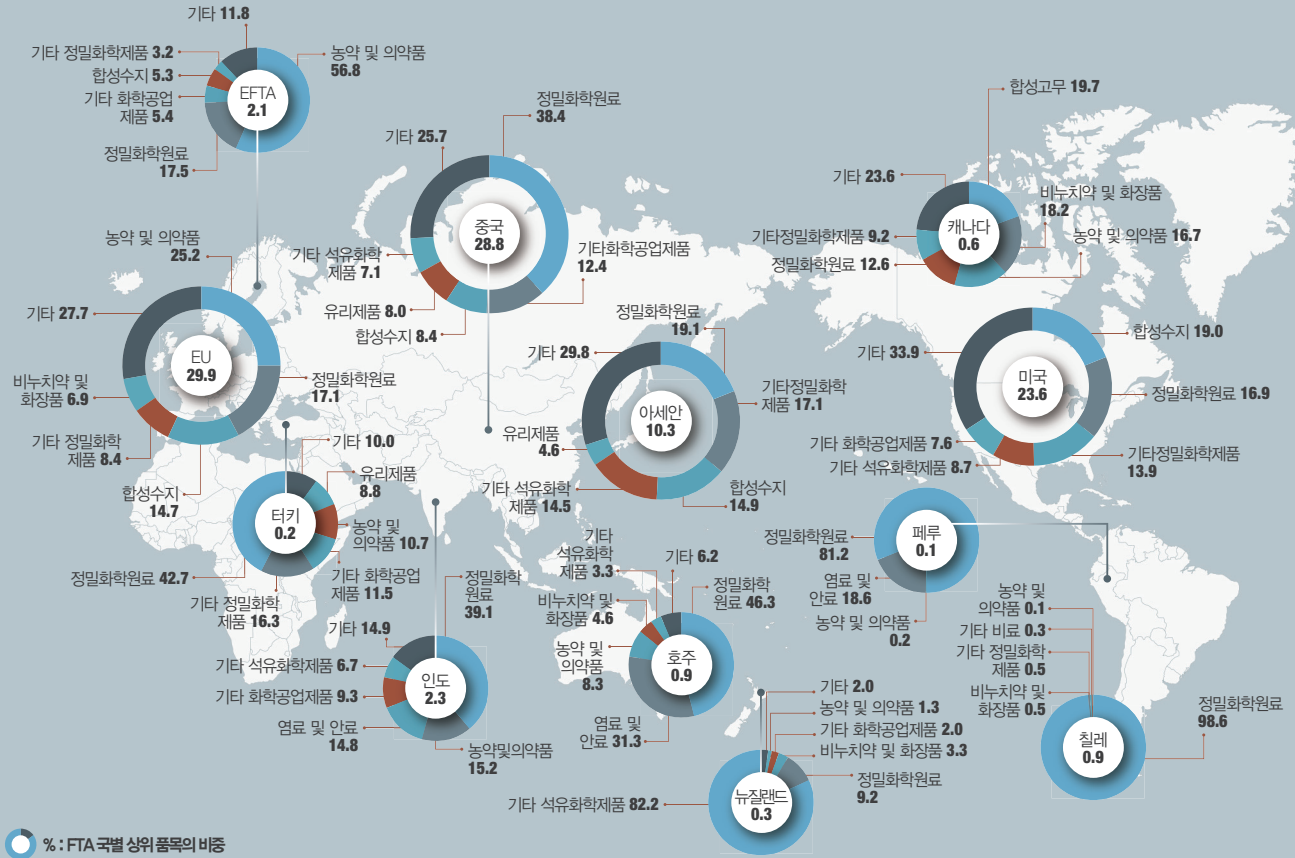 기타 11.8
기타 정밀화학제품 3.2
합성수지 5.3
기타 화학공업
제품 5.4
정밀화학원료
17.5
농약 및 의약품
56.8
EFTA
2.1
정밀화학원료
38.4
기타 25.7
중국
28.8
기타 석유화학
제품 7.1
유리제품 8.0
합성수지 8.4
기타화학공업제품
12.4
합성고무 19.7
기타 23.6
캐나다
0.6
비누치약 및 화장품
18.2
농약 및 의약품 16.7
기타정밀화학제품 9.2
정밀화학원료 12.6
농약 및 의약품
25.2
기타 27.7
EU
29.9
비누치약 및
화장품 6.9
기타 정밀화학
제품 8.4
합성수지
14.7
정밀화학원료
17.1
정밀화학원료
19.1
기타 29.8
아세안
10.3
기타정밀화학
제품 17.1
유리제품
4.6
기타 석유화학
제품 14.5
합성수지
14.9
합성수지 19.0
기타 33.9
미국
23.6
정밀화학원료 16.9
기타 화학공업제품 7.6
기타 석유화학제품 8.7
기타정밀화학제품
13.9
기타 10.0
유리제품
8.8
터키
0.2
농약 및
의약품 10.7
기타 화학공업
제품 11.5
정밀화학원료 42.7
기타 정밀화학
제품 16.3
정밀화학
원료
39.1
기타 14.9
기타 석유화학제품 6.7
기타 화학공업제품 9.3
염료 및 안료
14.8
인도
2.3
농약및의약품
15.2
기타
석유화학
제품 3.3
기타 6.2
비누치약 및
화장품
4.6
정밀화학
원료 46.3
농약 및
의약품
8.3
호주
0.9
염료 및
안료 31.3
정밀화학원료
81.2
페루
0.1
염료 및
안료 18.6
농약 및 의약품
0.2
기타 2.0
농약 및 의약품 1.3
기타 화학공업제품 2.0
비누치약 및 화장품 3.3
정밀화학원료
9.2
기타 석유화학제품 82.2
뉴질랜드
0.3
농약 및
의약품 0.1
기타 비료 0.3
기타 정밀화학
제품 0.5
비누치약 및
화장품 0.5
정밀화학원료
98.6
칠레
0.9
% : FTA 국별 상위 품목의 비중